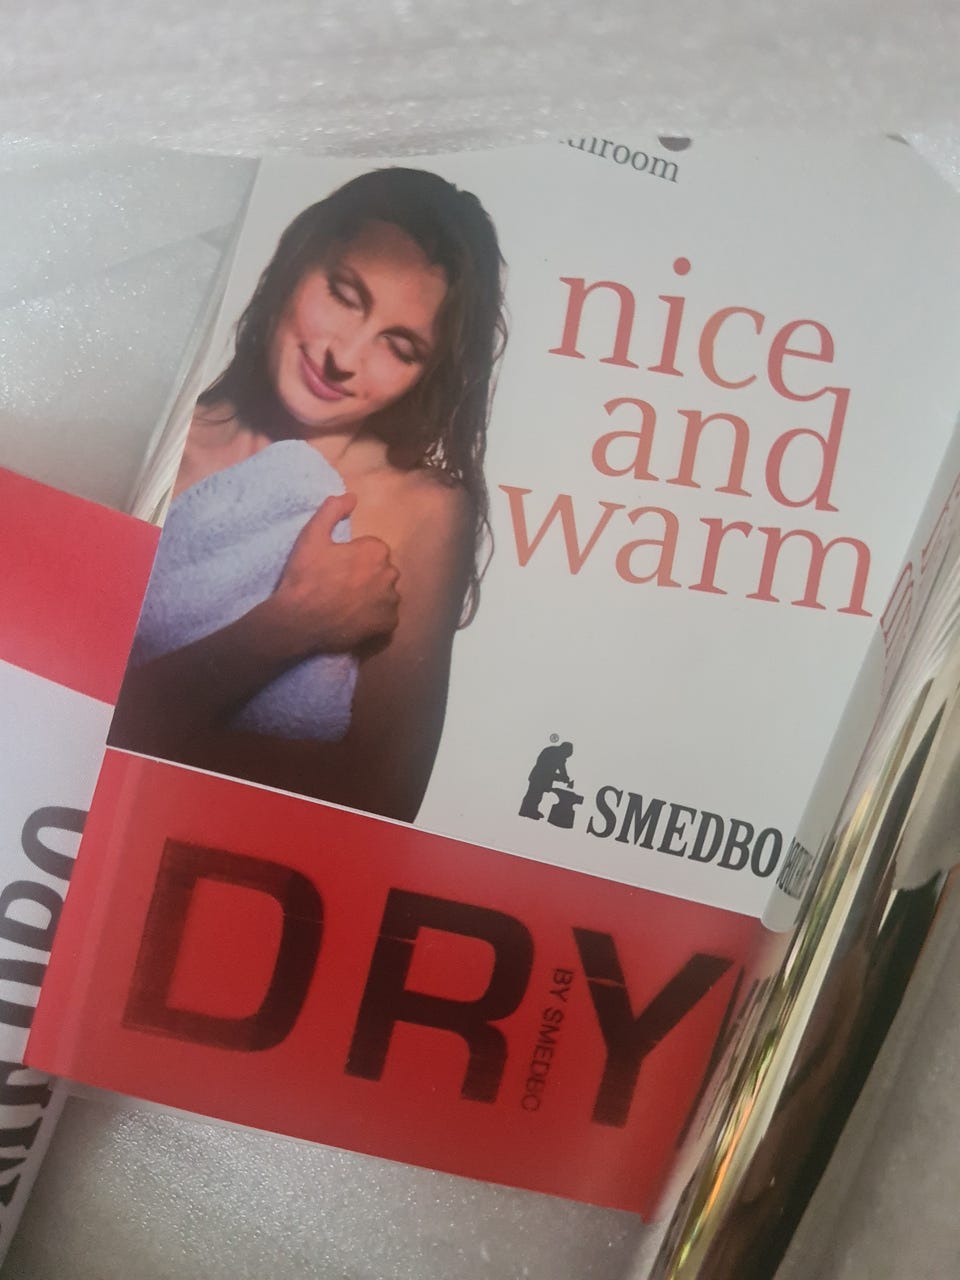 nice
and
warm
®
SMEDBO
DRY
BY SMEDBO